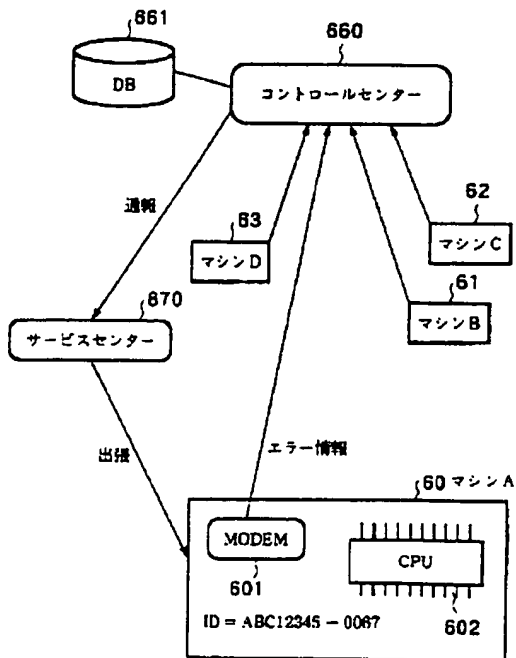 661
660
DB
コントロールセンター
通報
63
62
マシンD
マシンC
61
マシンB
670
サービスセンター
出張
エラー情報
60 マシンA
MODEM
CPU
601
602
ID = ABC12345 - 0067